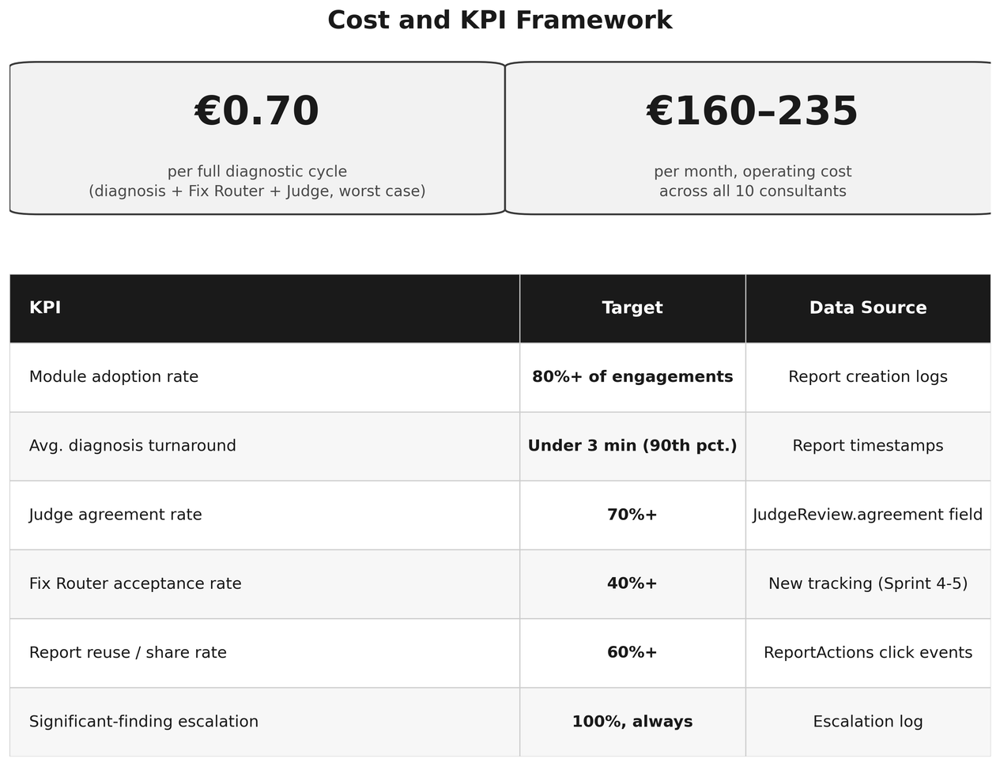 Cost and KPI Framework
€0.70
per full diagnostic cycle
(diagnosis + Fix Router + Judge, worst case)
€160–235
per month, operating cost
across all 10 consultants
KPI Target Data Source
Module adoption rate 80%+ of engagements Report creation logs
Avg. diagnosis turnaround Under 3 min (90th pct.) Report timestamps
Judge agreement rate 70%+ JudgeReview.agreement field
Fix Router acceptance rate 40%+ New tracking (Sprint 4-5)
Report reuse / share rate 60%+ ReportActions click events
Significant-finding escalation 100%, always Escalation log